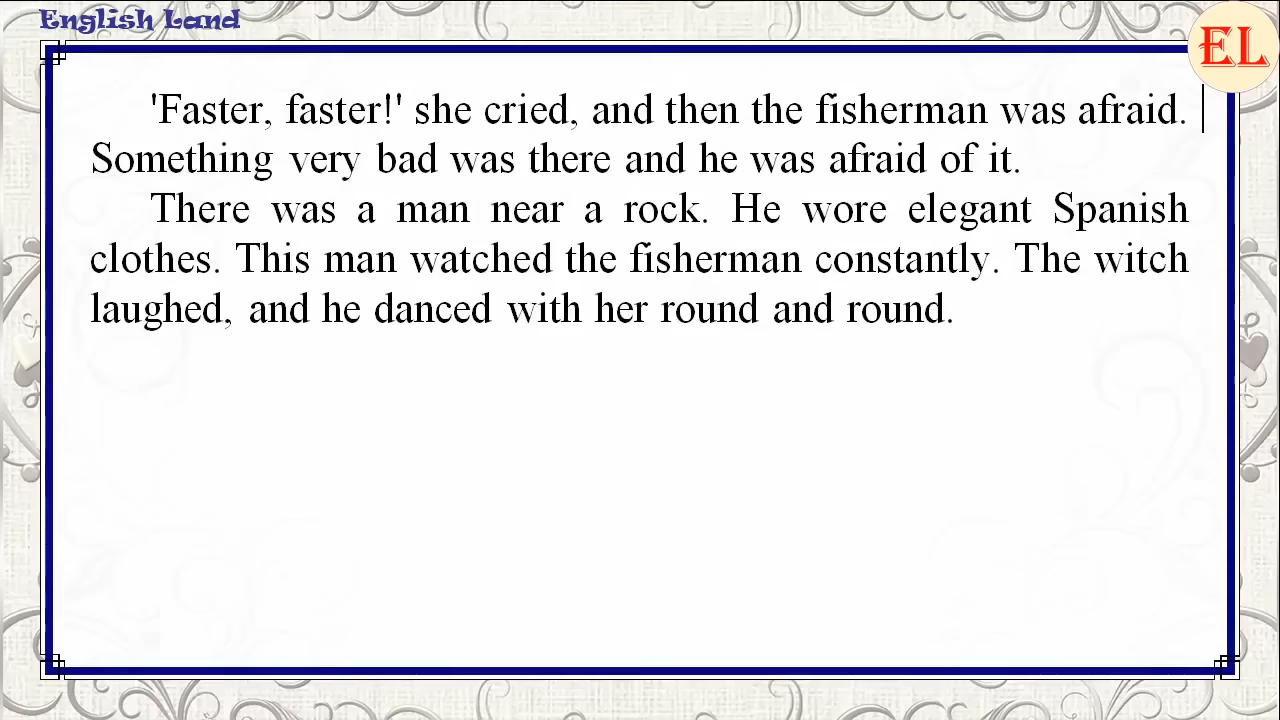 English Land
EL
'Faster, faster!' she cried, and then the fisherman was afraid.
Something very bad was there and he was afraid of it.
There was a man near a rock. He wore elegant Spanish
clothes. This man watched the fisherman constantly. The witch
laughed, and he danced with her round and round.